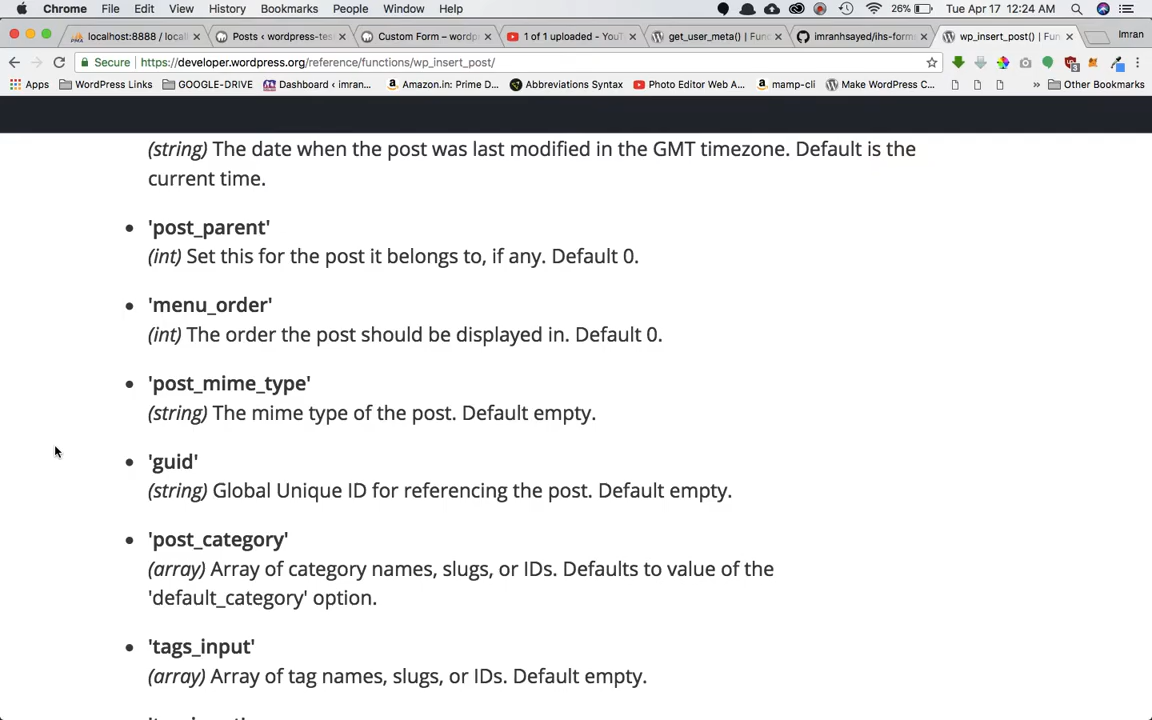 Chrome File Edit View History Bookmarks People Window Help 26% Tue Apr 17 12:24 AM
localhost:8888 / locall Posts ‹ wordpress-tes Custom Form – wordp 1 of 1 uploaded - YouT get_user_meta() | Func imranhsayed/ihs-form wp_insert_post() | Fun Imran
Secure https://developer.wordpress.org/reference/functions/wp_insert_post/
Apps WordPress Links GOOGLE-DRIVE Dashboard ‹ imran... Amazon.in: Prime D... Abbreviations Syntax Photo Editor Web A... mamp-cli Make WordPress C... » Other Bookmarks
(string) The date when the post was last modified in the GMT timezone. Default is the
current time.
• 'post_parent'
(int) Set this for the post it belongs to, if any. Default 0.
• 'menu_order'
(int) The order the post should be displayed in. Default 0.
• 'post_mime_type'
(string) The mime type of the post. Default empty.
• 'guid'
(string) Global Unique ID for referencing the post. Default empty.
• 'post_category'
(array) Array of category names, slugs, or IDs. Defaults to value of the
'default_category' option.
• 'tags_input'
(array) Array of tag names, slugs, or IDs. Default empty.